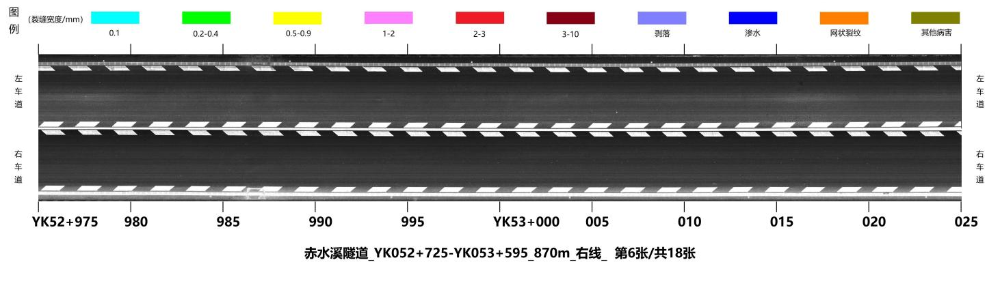 图例
(裂缝宽度/mm)
0.1 0.2-0.4 0.5-0.9 1-2 2-3 3-10 剥落 渗水 网状裂纹 其他病害
左车道 左车道
右车道 右车道
YK52+975 980 985 990 995 YK53+000 005 010 015 020 025
赤水溪隧道_YK052+725-YK053+595_870m_右线_ 第6张/共18张